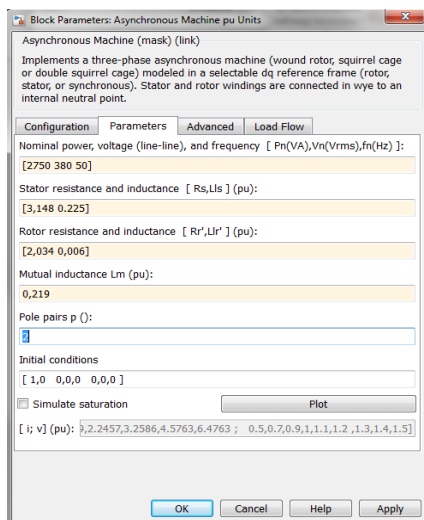 Block Parameters: Asynchronous Machine pu Units
Asynchronous Machine (mask) (link)
Implements a three-phase asynchronous machine (wound rotor, squirrel cage
or double squirrel cage) modeled in a selectable dq reference frame (rotor,
stator, or synchronous). Stator and rotor windings are connected in wye to an
internal neutral point.
Configuration Parameters Advanced Load Flow
Nominal power, voltage (line-line), and frequency [ Pn(VA),Vn(Vrms),fn(Hz) ]:
[2750 380 50]
Stator resistance and inductance [ Rs,Lls ] (pu):
[3,148 0.225]
Rotor resistance and inductance [ Rr',Llr' ] (pu):
[2,034 0,006]
Mutual inductance Lm (pu):
0,219
Pole pairs p ():
2
Initial conditions
[ 1,0 0,0,0 0,0,0 ]
Simulate saturation Plot
[ i; v] (pu): ,2.2457,3.2586,4.5763,6.4763 ; 0.5,0.7,0.9,1,1.1,1.2 ,1.3,1.4,1.5]
OK Cancel Help Apply